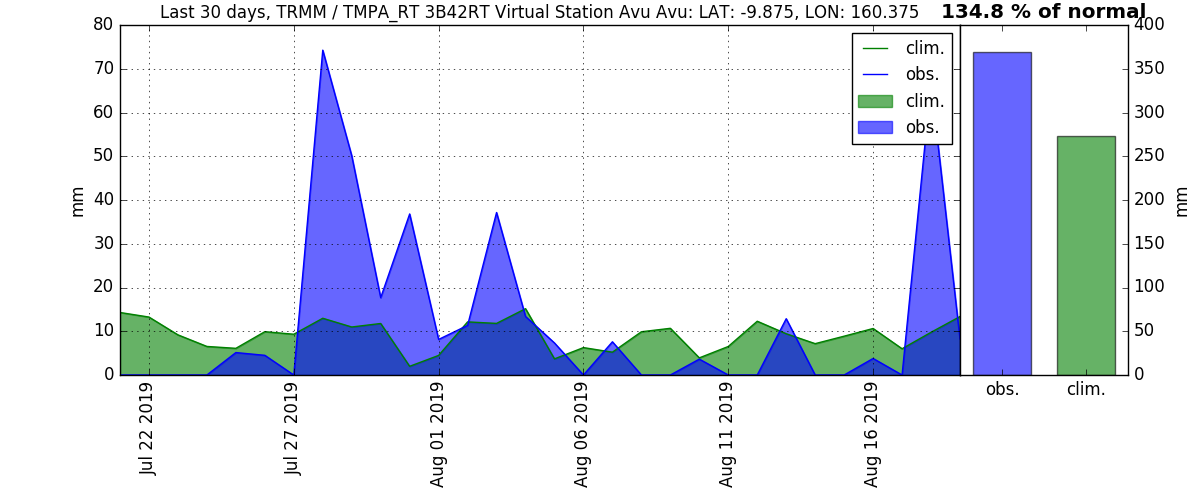 Last 30 days, TRMM / TMPA_RT 3B42RT Virtual Station Avu Avu: LAT: -9.875, LON: 160.375
134.8 % of normal
80
70
60
50
40
30
20
10
0
mm
clim.
obs.
clim.
obs.
400
350
300
250
200
150
100
50
0
mm
Jul 22 2019
Jul 27 2019
Aug 01 2019
Aug 06 2019
Aug 11 2019
Aug 16 2019
obs.
clim.